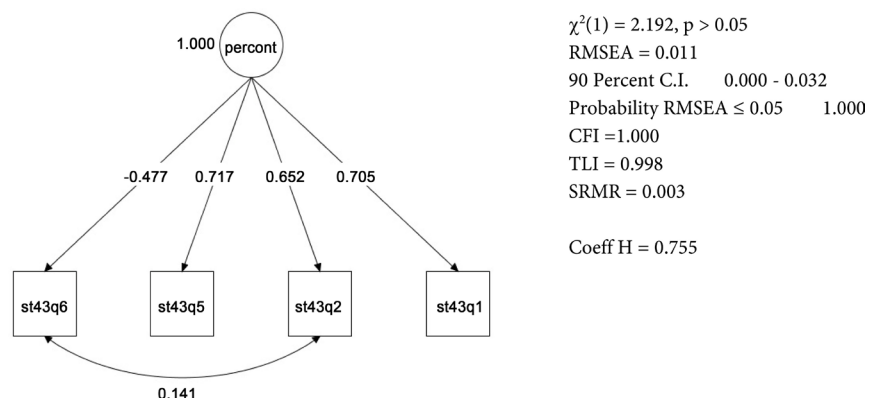 1.000 percont
-0.477 0.717 0.652 0.705
st43q6 st43q5 st43q2 st43q1
0.141
χ²(1) = 2.192, p > 0.05
RMSEA = 0.011
90 Percent C.I. 0.000 - 0.032
Probability RMSEA ≤ 0.05 1.000
CFI =1.000
TLI = 0.998
SRMR = 0.003
Coeff H = 0.755